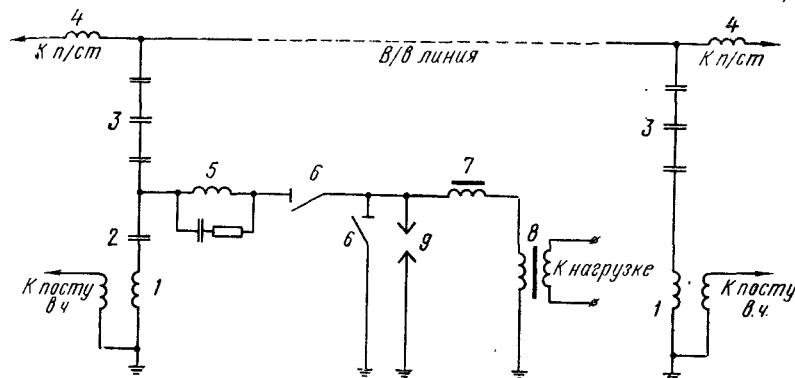 4
К п/ст
В/в линия
4
К п/ст
3
3
5
6
7
2
6
9
8
К нагрузке
К посту
в ч
1
1
К посту
в.ч.